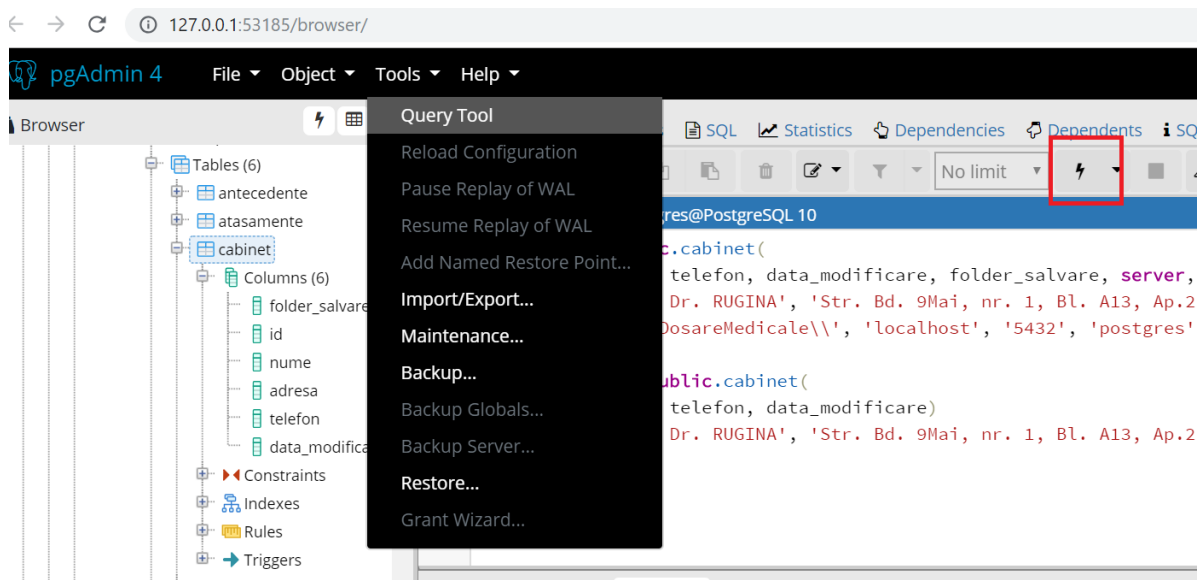 127.0.0.1:53185/browser/
pgAdmin 4 File Object Tools Help
Browser
Query Tool
Reload Configuration
Pause Replay of WAL
Resume Replay of WAL
Add Named Restore Point...
Import/Export...
Maintenance...
Backup...
Backup Globals...
Backup Server...
Restore...
Grant Wizard...
Tables (6)
antecedente
atasamente
cabinet
Columns (6)
folder_salvare
id
nume
adresa
telefon
data_modifica
Constraints
Indexes
Rules
Triggers
SQL Statistics Dependencies Dependents SQ
No limit
res@PostgreSQL 10
c.cabinet(
telefon, data_modificare, folder_salvare, server,
Dr. RUGINA', 'Str. Bd. 9Mai, nr. 1, Bl. A13, Ap.2
DosareMedicale\\', 'localhost', '5432', 'postgres'
ublic.cabinet(
telefon, data_modificare)
Dr. RUGINA', 'Str. Bd. 9Mai, nr. 1, Bl. A13, Ap.2